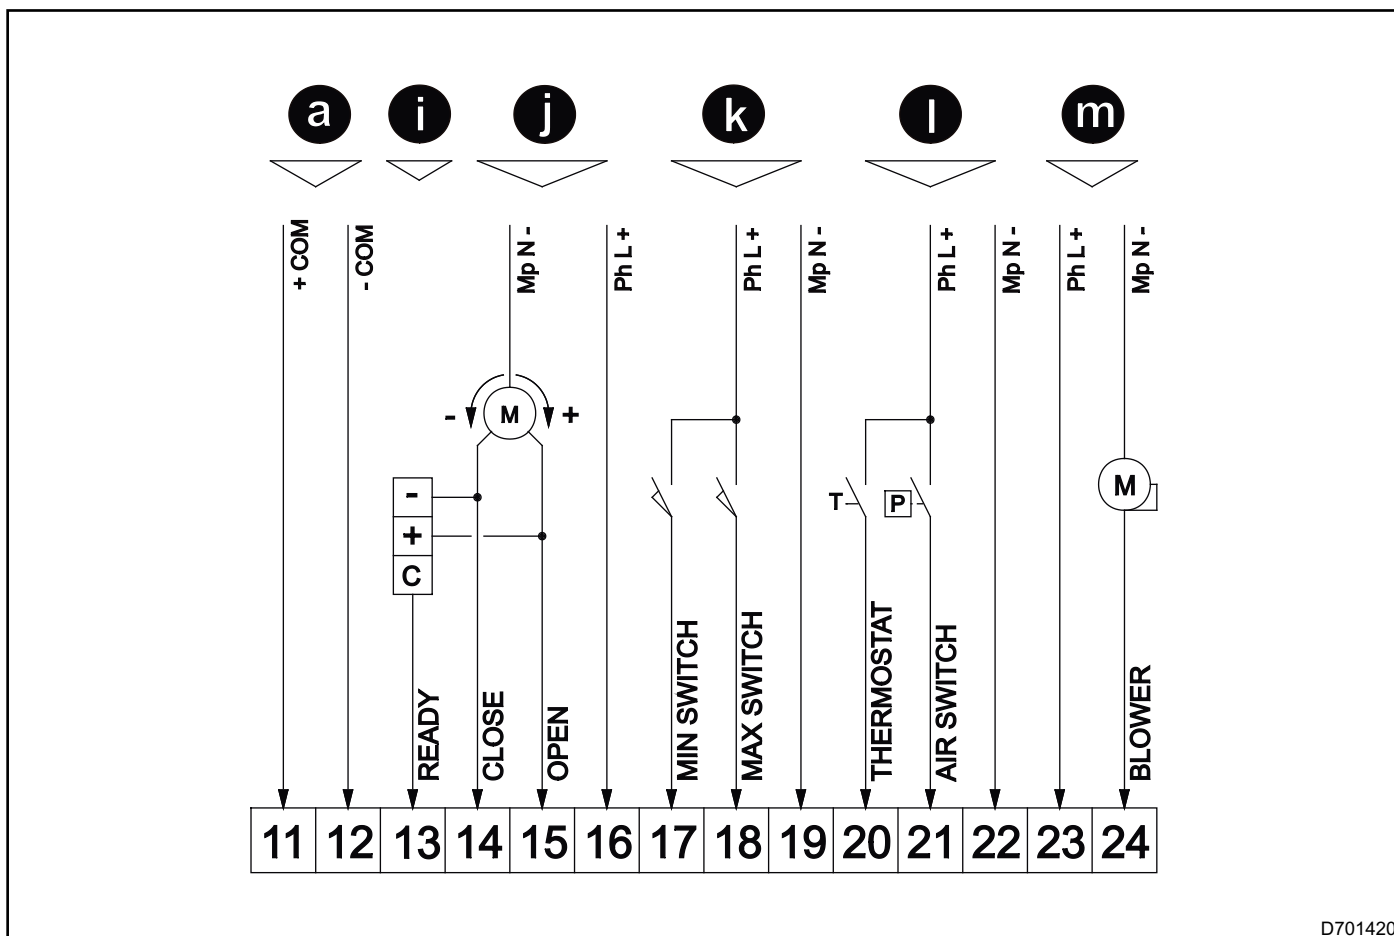 a i j k l m
+ COM
- COM
Mp N -
Ph L +
Ph L +
Mp N -
Ph L +
Mp N -
Ph L +
Mp N -
- M +
-
+
C
T
P
M
READY
CLOSE
OPEN
MIN SWITCH
MAX SWITCH
THERMOSTAT
AIR SWITCH
BLOWER
11 12 13 14 15 16 17 18 19 20 21 22 23 24
D701420